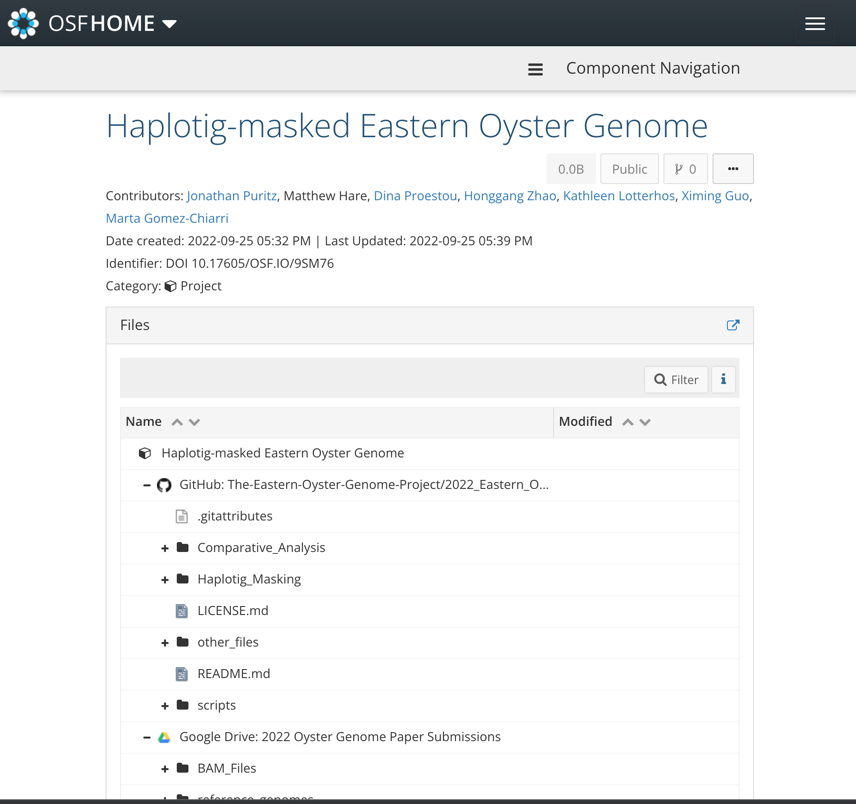 OSFHOME
Component Navigation
Haplotig-masked Eastern Oyster Genome
0.0B Public 0 ...
Contributors: Jonathan Puritz, Matthew Hare, Dina Proestou, Honggang Zhao, Kathleen Lotterhos, Ximing Guo,
Marta Gomez-Chiarri
Date created: 2022-09-25 05:32 PM | Last Updated: 2022-09-25 05:39 PM
Identifier: DOI 10.17605/OSF.IO/9SM76
Category: Project
Files
Filter i
Name Modified
Haplotig-masked Eastern Oyster Genome
GitHub: The-Eastern-Oyster-Genome-Project/2022_Eastern_O...
.gitattributes
Comparative_Analysis
Haplotig_Masking
LICENSE.md
other_files
README.md
scripts
Google Drive: 2022 Oyster Genome Paper Submissions
BAM_Files
reference_genomes